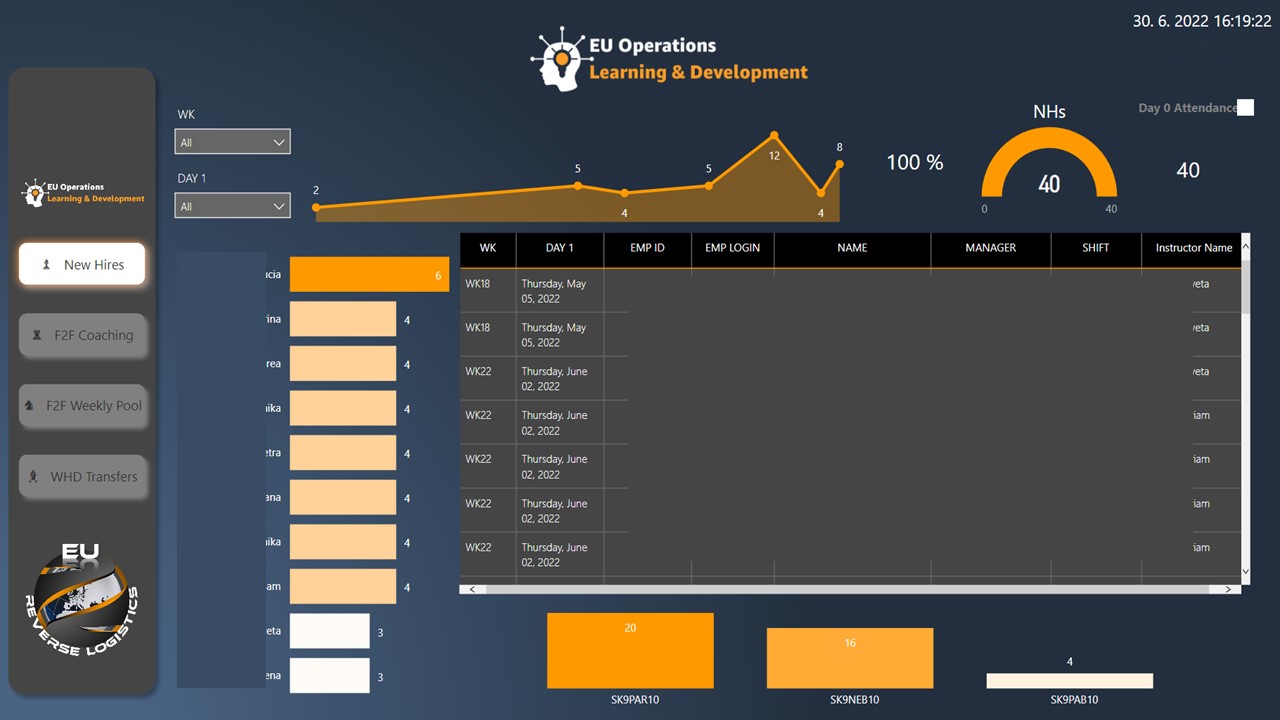 30. 6. 2022 16:19:22
EU Operations
Learning & Development
Day 0 Attendance
WK
All
DAY 1
All
2
5
4
5
12
4
8
100 %
NHs
40
0
40
40
EU Operations
Learning & Development
New Hires
F2F Coaching
F2F Weekly Pool
WHD Transfers
EU
REVERSE LOGISTICS
ucia 6
ina 4
rea 4
ika 4
etra 4
ana 4
ika 4
am 4
eta 3
ena 3
WK DAY 1 EMP ID EMP LOGIN NAME MANAGER SHIFT Instructor Name
WK18 Thursday, May 05, 2022 veta
WK18 Thursday, May 05, 2022 veta
WK22 Thursday, June 02, 2022 veta
WK22 Thursday, June 02, 2022 iam
WK22 Thursday, June 02, 2022 iam
WK22 Thursday, June 02, 2022 iam
WK22 Thursday, June 02, 2022 iam
20
16
4
SK9PAR10
SK9NEB10
SK9PAB10